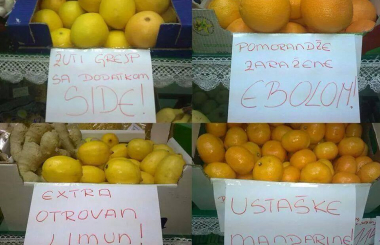 ŽUTI GREJP
SA DODATKOM
SIDE!
POMORANDŽE
ZARAŽENE
EBOLOM!
EXTRA
OTROVAN
LIMUN!
USTAŠKE
MANDARINE!!!